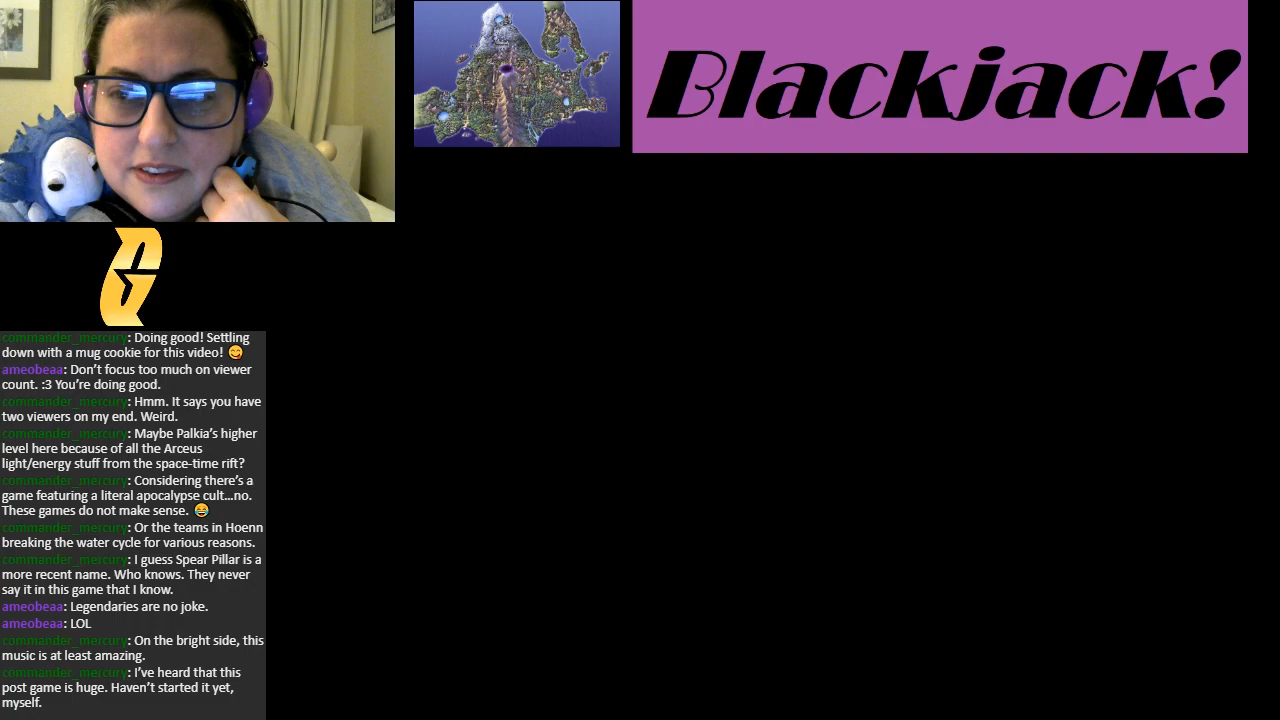 Blackjack!
commander_mercury: Doing good! Settling
down with a mug cookie for this video! 😋
ameobeaa: Don't focus too much on viewer
count. :3 You're doing good.
commander_mercury: Hmm. It says you have
two viewers on my end. Weird.
commander_mercury: Maybe Palkia's higher
level here because of all the Arceus
light/energy stuff from the space-time rift?
commander_mercury: Considering there's a
game featuring a literal apocalypse cult...no.
These games do not make sense. 😂
commander_mercury: Or the teams in Hoenn
breaking the water cycle for various reasons.
commander_mercury: I guess Spear Pillar is a
more recent name. Who knows. They never
say it in this game that I know.
ameobeaa: Legendaries are no joke.
ameobeaa: LOL
commander_mercury: On the bright side, this
music is at least amazing.
commander_mercury: I've heard that this
post game is huge. Haven't started it yet,
myself.